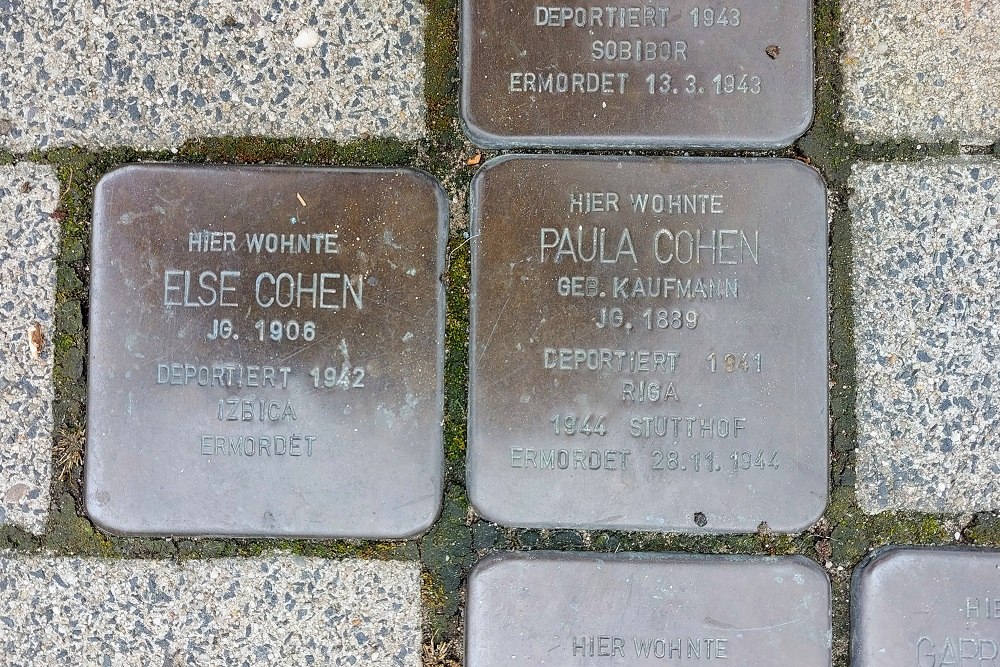 DEPORTIERT 1943
SOBIBOR
ERMORDET 13.3.1943
HIER WOHNTE
ELSE COHEN
JG. 1906
DEPORTIERT 1942
IZBICA
ERMORDET
HIER WOHNTE
PAULA COHEN
GEB. KAUFMANN
JG. 1889
DEPORTIERT 1941
RIGA
1944 STUTTHOF
ERMORDET 28.11.1944
HIER WOHNTE